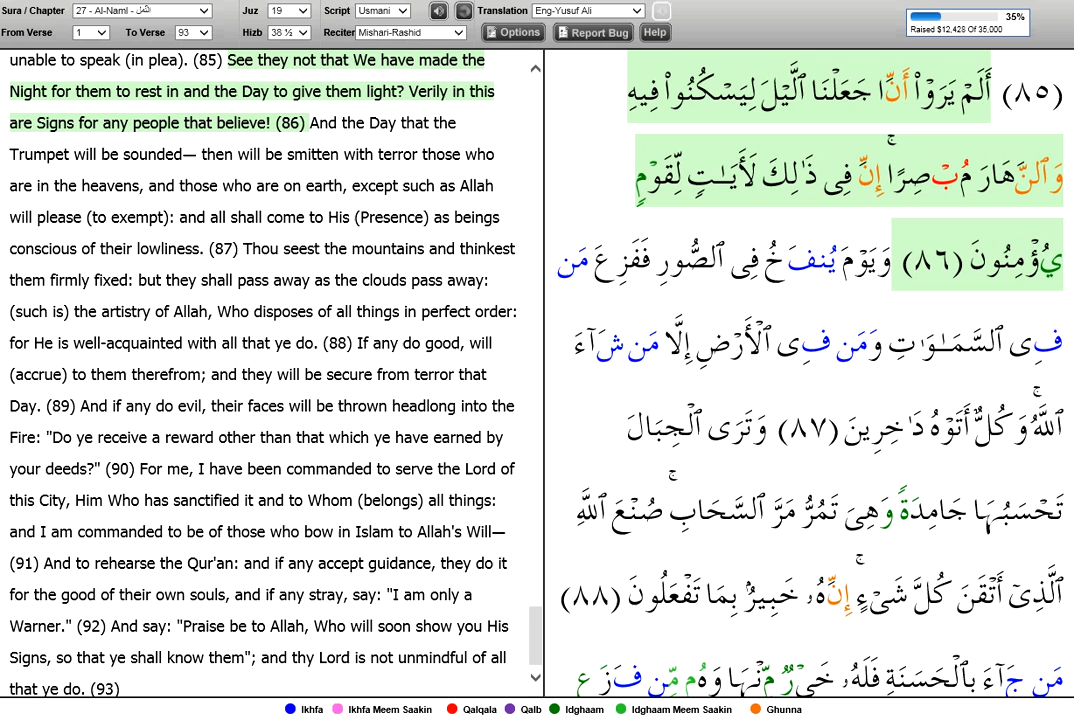 Sura / Chapter 27 - Al-Naml - النّمل Juz 19 Script Usmani Translation Eng-Yusuf Ali
From Verse 1 To Verse 93 Hizb 38 ½ Reciter Mishari-Rashid Options Report Bug Help
35%
Raised $12,428 Of 35,000
unable to speak (in plea). (85) See they not that We have made the
Night for them to rest in and the Day to give them light? Verily in this
are Signs for any people that believe! (86) And the Day that the
Trumpet will be sounded— then will be smitten with terror those who
are in the heavens, and those who are on earth, except such as Allah
will please (to exempt): and all shall come to His (Presence) as beings
conscious of their lowliness. (87) Thou seest the mountains and thinkest
them firmly fixed: but they shall pass away as the clouds pass away:
(such is) the artistry of Allah, Who disposes of all things in perfect order:
for He is well-acquainted with all that ye do. (88) If any do good, will
(accrue) to them therefrom; and they will be secure from terror that
Day. (89) And if any do evil, their faces will be thrown headlong into the
Fire: "Do ye receive a reward other than that which ye have earned by
your deeds?" (90) For me, I have been commanded to serve the Lord of
this City, Him Who has sanctified it and to Whom (belongs) all things:
and I am commanded to be of those who bow in Islam to Allah's Will—
(91) And to rehearse the Qur'an: and if any accept guidance, they do it
for the good of their own souls, and if any stray, say: "I am only a
Warner." (92) And say: "Praise be to Allah, Who will soon show you His
Signs, so that ye shall know them"; and thy Lord is not unmindful of all
that ye do. (93)
(٨٥) أَلَمْ يَرَوْا۟ أَنَّا جَعَلْنَا ٱلَّيْلَ لِيَسْكُنُوا۟ فِيهِ
وَٱلنَّهَارَ مُبْصِرًا ۚ إِنَّ فِى ذَٰلِكَ لَـَٔايَـٰتٍ لِّقَوْمٍ
يُؤْمِنُونَ (٨٦) وَيَوْمَ يُنفَخُ فِى ٱلصُّورِ فَفَزِعَ مَن
فِى ٱلسَّمَـٰوَٰتِ وَمَن فِى ٱلْأَرْضِ إِلَّا مَن شَآءَ
ٱللَّهُ ۚ وَكُلٌّ أَتَوْهُ دَٰخِرِينَ (٨٧) وَتَرَى ٱلْجِبَالَ
تَحْسَبُهَا جَامِدَةً وَهِىَ تَمُرُّ مَرَّ ٱلسَّحَابِ ۚ صُنْعَ ٱللَّهِ
ٱلَّذِىٓ أَتْقَنَ كُلَّ شَىْءٍ ۚ إِنَّهُۥ خَبِيرٌۢ بِمَا تَفْعَلُونَ (٨٨)
مَن جَآءَ بِٱلْحَسَنَةِ فَلَهُۥ خَيْرٌ مِّنْهَا وَهُم مِّن فَزَعٍ
Ikhfa Ikhfa Meem Saakin Qalqala Qalb Idghaam Idghaam Meem Saakin Ghunna